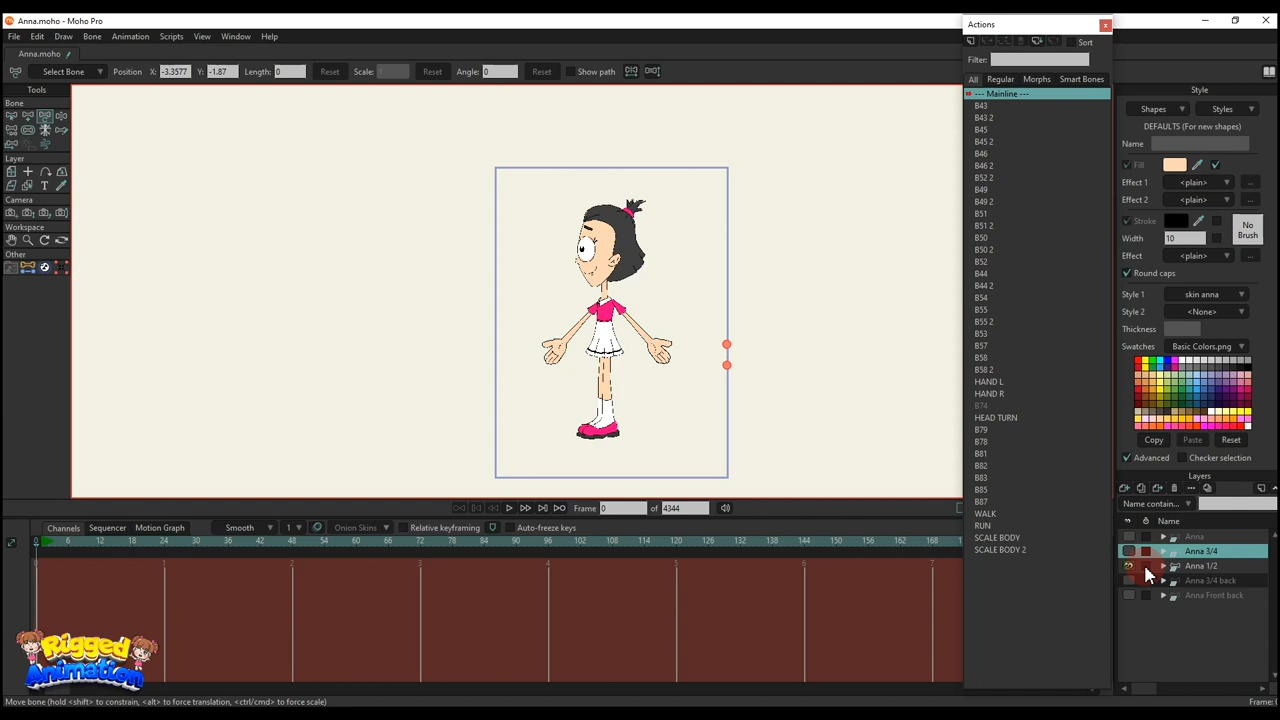 Anna.moho - Moho Pro
File Edit Draw Bone Animation Scripts View Window Help
Anna.moho
Select Bone Position X: -3.3577 Y: -1.87 Length: 0 Reset Scale: 1 Reset Angle: 0 Reset Show path
Tools
Bone
Layer
Camera
Workspace
Other
Actions
Sort
Filter:
All Regular Morphs Smart Bones
--- Mainline ---
B43
B43 2
B45
B45 2
B46
B46 2
B52 2
B49
B49 2
B51
B51 2
B50
B50 2
B52
B44
B44 2
B54
B55
B55 2
B53
B57
B58
B58 2
HAND L
HAND R
B74
HEAD TURN
B79
B78
B81
B82
B83
B85
B87
WALK
RUN
SCALE BODY
SCALE BODY 2
Style
Shapes Styles
DEFAULTS (For new shapes)
Name
Fill
Effect 1 <plain> ...
Effect 2 <plain> ...
Stroke
No Brush
Width 10
Effect <plain> ...
Round caps
Style 1 skin anna
Style 2 <None>
Thickness
Swatches Basic Colors.png
Copy Paste Reset
Advanced Checker selection
Layers
Name contain...
Name
Anna
Anna 3/4
Anna 1/2
Anna 3/4 back
Anna Front back
Frame 0 of 4344
Channels Sequencer Motion Graph Smooth 1 Onion Skins Relative keyframing Auto-freeze keys
0 6 12 18 24 30 36 42 48 54 60 66 72 78 84 90 96 102 108 114 120 126 132 138 144 150 156 162 168
0 1 2 3 4 5 6 7
Rigged
Animation
Move bone (hold <shift> to constrain, <alt> to force translation, <ctrl/cmd> to force scale)
Frame: